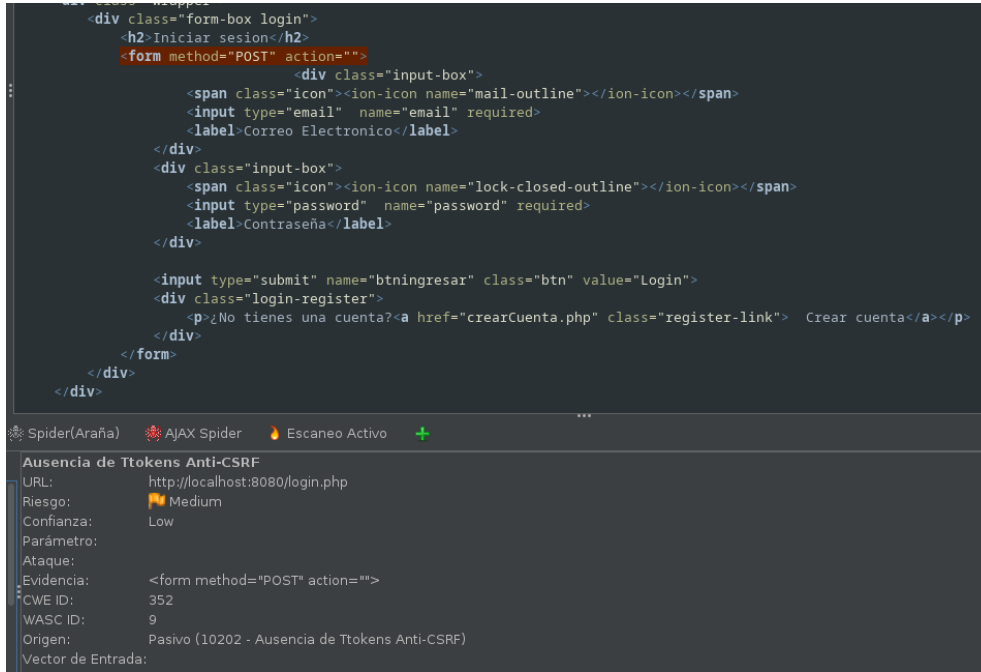 <div class="form-box login">
<h2>Iniciar sesion</h2>
<form method="POST" action="">
<div class="input-box">
<span class="icon"><ion-icon name="mail-outline"></ion-icon></span>
<input type="email"  name="email" required>
<label>Correo Electronico</label>
</div>
<div class="input-box">
<span class="icon"><ion-icon name="lock-closed-outline"></ion-icon></span>
<input type="password"  name="password" required>
<label>Contraseña</label>
</div>
<input type="submit" name="btningresar" class="btn" value="Login">
<div class="login-register">
<p>¿No tienes una cuenta?<a href="crearCuenta.php" class="register-link">  Crear cuenta</a></p>
</div>
</form>
</div>
</div>
Spider(Araña) AJAX Spider Escaneo Activo
Ausencia de Ttokens Anti-CSRF
URL: http://localhost:8080/login.php
Riesgo: Medium
Confianza: Low
Parámetro:
Ataque:
Evidencia: <form method="POST" action="">
CWE ID: 352
WASC ID: 9
Origen: Pasivo (10202 - Ausencia de Ttokens Anti-CSRF)
Vector de Entrada: